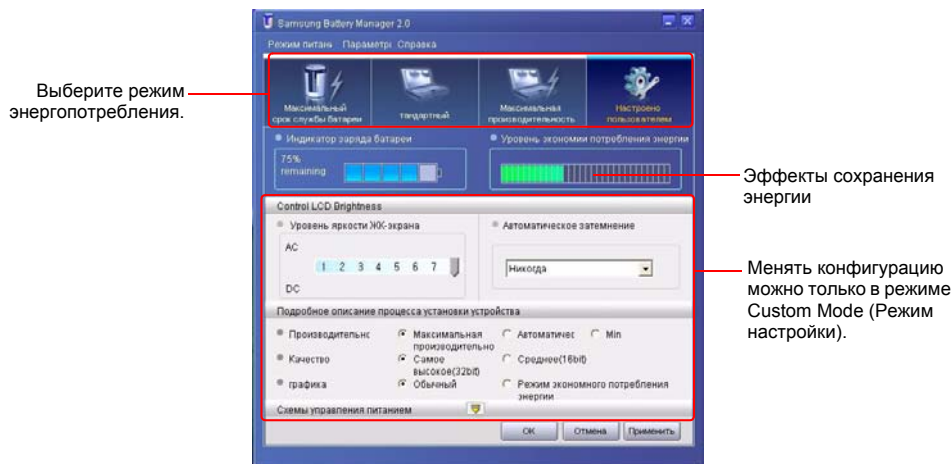 Samsung Battery Manager 2.0
Режим питани Параметрı Справка
Выберите режим
энергопотребления.
Максимальный
срок службы батареи
тандартный
Максимальная
производительность
Настроено
пользователем
Индикатор заряда батареи
Уровень экономии потребления энергии
75%
remaining
Эффекты сохранения
энергии
Control LCD Brightness
Уровень яркости ЖК-экрана
Автоматическое затемнение
AC
1 2 3 4 5 6 7
DC
Никогда
Менять конфигурацию
можно только в режиме
Custom Mode (Режим
настройки).
Подробное описание процесса установки устройства
Производительнс Максимальная Автоматичес Min
производительно
Качество Самое Среднее(16bit)
высокое(32bit)
графика Обычный Режим экономного потребления
энергии
Схемы управления питанием
OK Отмена Применить